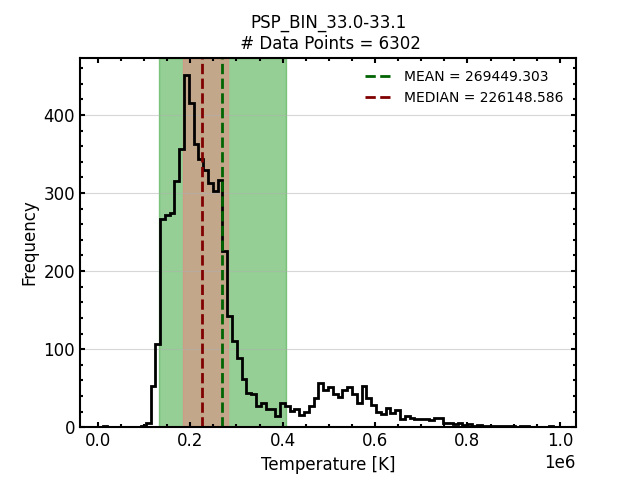 PSP_BIN_33.0-33.1
# Data Points = 6302
MEAN = 269449.303
MEDIAN = 226148.586
400
300
200
100
0
Frequency
0.0 0.2 0.4 0.6 0.8 1.0
1e6
Temperature [K]